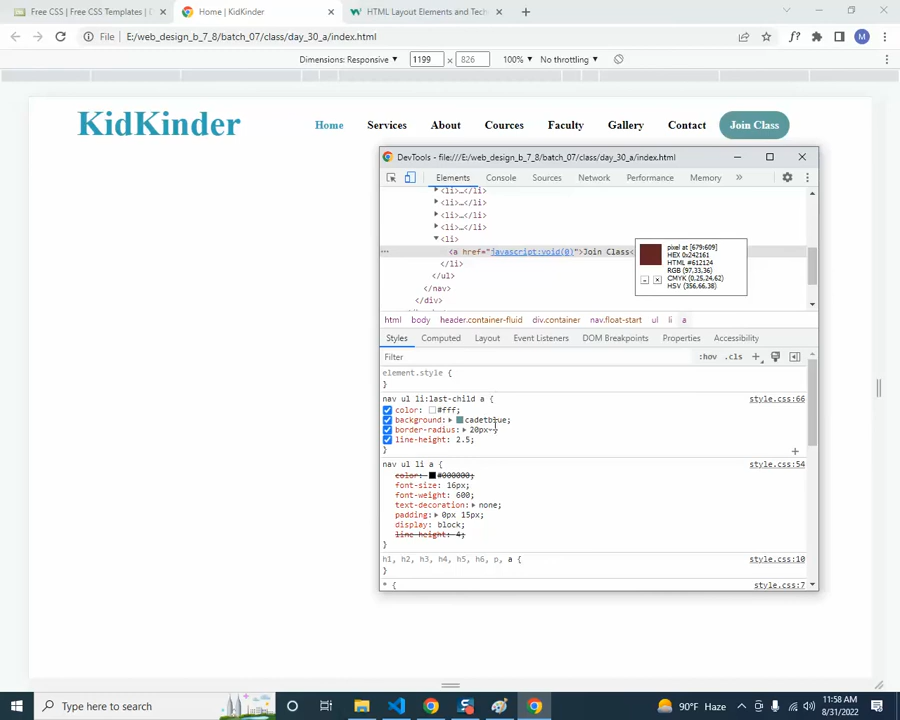 Free CSS | CSS Templates |
Home | KidKinder
HTML Layout Elements and Tech
File
E:/web_design_b_7_8/batch_07/class/day_30_a/index.html
M
Dimensions: Responsive
1199 x 826
100%
No throttling
KidKinder
Home
Services
About
Cources
Faculty
Gallery
Contact
Join Class
DevTools - file:///E:/web_design_b_7_8/batch_07/class/day_30_a/index.html
Elements
Console
Sources
Network
Performance
Memory
<li>…</li>
<li>…</li>
<li>…</li>
<li>…</li>
<li>
<a href="javascript:void(0)">Join Class<
</li>
</ul>
</nav>
</div>
pixel at [679:609]
HEX 0x242161
HTML #612124
RGB (97,33,36)
CMYK (0.25,24,62)
HSV (356.66.38)
html body header.container-fluid div.container nav.float-start ul li a
Styles
Computed
Layout
Event Listeners
DOM Breakpoints
Properties
Accessibility
Filter
:hov .cls
element.style {
}
nav ul li:last-child a {
style.css:66
color: #fff;
background: cadetblue;
border-radius: 20px
line-height: 2.5;
}
nav ul li a {
style.css:54
color: #000000;
font-size: 16px;
font-weight: 600;
text-decoration: none;
padding: 0px 15px;
display: block;
line-height: 4;
}
h1, h2, h3, h4, h5, h6, p, a {
style.css:10
}
* {
style.css:7
Type here to search
90°F Haze
11:58 AM
8/31/2022